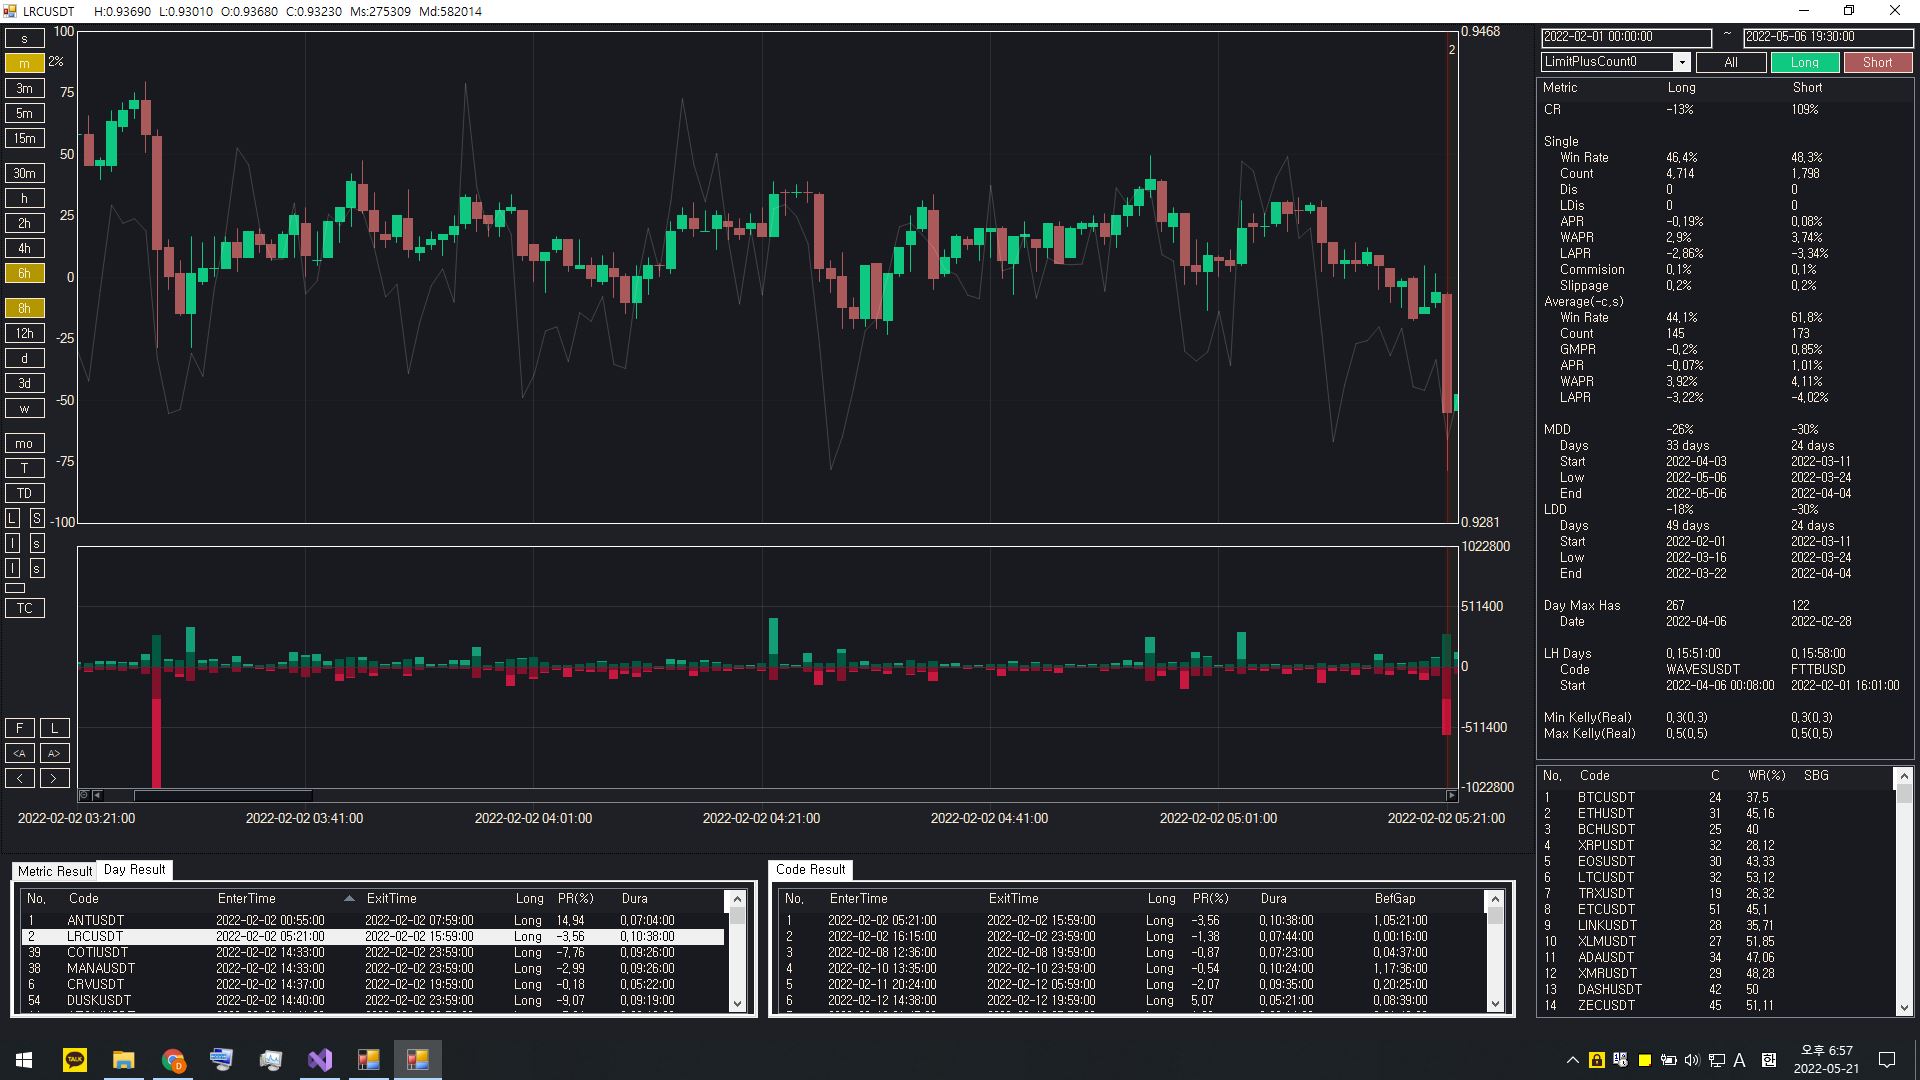 LRCUSDT H:0.93690 L:0.93010 O:0.93680 C:0.93230 Ms:275309 Md:582014
s
m 2%
3m
5m
15m
30m
h
2h
4h
6h
8h
12h
d
3d
w
mo
T
TD
L S
l s
l s
TC
F L
<A A>
< >
100
75
50
25
0
-25
-50
-75
-100
2
0.9468
0.9281
1022800
511400
0
-511400
-1022800
2022-02-02 03:21:00 2022-02-02 03:41:00 2022-02-02 04:01:00 2022-02-02 04:21:00 2022-02-02 04:41:00 2022-02-02 05:01:00 2022-02-02 05:21:00
2022-02-01 00:00:00 ~ 2022-05-06 19:30:00
LimitPlusCount0 All Long Short
Metric Long Short
CR -13% 109%
Single
Win Rate 46,4% 48,3%
Count 4,714 1,798
Dis 0 0
LDis 0 0
APR -0,19% 0,08%
WAPR 2,9% 3,74%
LAPR -2,86% -3,34%
Commision 0,1% 0,1%
Slippage 0,2% 0,2%
Average(-c,s)
Win Rate 44,1% 61,8%
Count 145 173
GMPR -0,2% 0,85%
APR -0,07% 1,01%
WAPR 3,92% 4,11%
LAPR -3,22% -4,02%
MDD -26% -30%
Days 33 days 24 days
Start 2022-04-03 2022-03-11
Low 2022-05-06 2022-03-24
End 2022-05-06 2022-04-04
LDD -18% -30%
Days 49 days 24 days
Start 2022-02-01 2022-03-11
Low 2022-03-16 2022-03-24
End 2022-03-22 2022-04-04
Day Max Has 267 122
Date 2022-04-06 2022-02-28
LH Days 0,15:51:00 0,15:58:00
Code WAVESUSDT FTTBUSD
Start 2022-04-06 00:08:00 2022-02-01 16:01:00
Min Kelly(Real) 0,3(0,3) 0,3(0,3)
Max Kelly(Real) 0,5(0,5) 0,5(0,5)
No, Code C WR(%) SBG
1 BTCUSDT 24 37,5
2 ETHUSDT 31 45,16
3 BCHUSDT 25 40
4 XRPUSDT 32 28,12
5 EOSUSDT 30 43,33
6 LTCUSDT 32 53,12
7 TRXUSDT 19 26,32
8 ETCUSDT 51 45,1
9 LINKUSDT 28 35,71
10 XLMUSDT 27 51,85
11 ADAUSDT 34 47,06
12 XMRUSDT 29 48,28
13 DASHUSDT 42 50
14 ZECUSDT 45 51,11
Metric Result Day Result
No, Code EnterTime ExitTime Long PR(%) Dura
1 ANTUSDT 2022-02-02 00:55:00 2022-02-02 07:59:00 Long 14,94 0,07:04:00
2 LRCUSDT 2022-02-02 05:21:00 2022-02-02 15:59:00 Long -3,56 0,10:38:00
39 COTIUSDT 2022-02-02 14:33:00 2022-02-02 23:59:00 Long -7,76 0,09:26:00
38 MANAUSDT 2022-02-02 14:33:00 2022-02-02 23:59:00 Long -2,99 0,09:26:00
6 CRVUSDT 2022-02-02 14:37:00 2022-02-02 19:59:00 Long -0,18 0,05:22:00
54 DUSKUSDT 2022-02-02 14:40:00 2022-02-02 23:59:00 Long -9,07 0,09:19:00
Code Result
No, EnterTime ExitTime Long PR(%) Dura BefGap
1 2022-02-02 05:21:00 2022-02-02 15:59:00 Long -3,56 0,10:38:00 1,05:21:00
2 2022-02-02 16:15:00 2022-02-02 23:59:00 Long -1,38 0,07:44:00 0,00:16:00
3 2022-02-08 12:36:00 2022-02-08 19:59:00 Long -0,87 0,07:23:00 0,04:37:00
4 2022-02-10 13:35:00 2022-02-10 23:59:00 Long -0,54 0,10:24:00 1,17:36:00
5 2022-02-11 20:24:00 2022-02-12 05:59:00 Long -2,07 0,09:35:00 0,20:25:00
6 2022-02-12 14:38:00 2022-02-12 19:59:00 Long 5,07 0,05:21:00 0,08:39:00
TALK
A 한 오후 6:57
2022-05-21